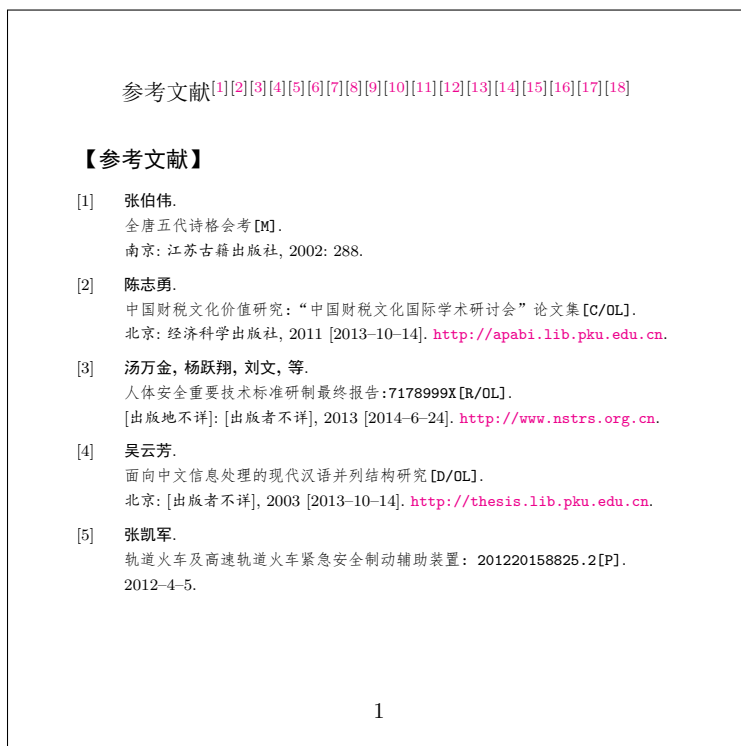 参考文献[1][2][3][4][5][6][7][8][9][10][11][12][13][14][15][16][17][18]
【参考文献】
[1] 张伯伟.
全唐五代诗格会考[M].
南京: 江苏古籍出版社, 2002: 288.
[2] 陈志勇.
中国财税文化价值研究: “中国财税文化国际学术研讨会” 论文集[C/OL].
北京: 经济科学出版社, 2011 [2013–10–14]. http://apabi.lib.pku.edu.cn.
[3] 汤万金, 杨跃翔, 刘文, 等.
人体安全重要技术标准研制最终报告:7178999X[R/OL].
[出版地不详]: [出版者不详], 2013 [2014–6–24]. http://www.nstrs.org.cn.
[4] 吴云芳.
面向中文信息处理的现代汉语并列结构研究[D/OL].
北京: [出版者不详], 2003 [2013–10–14]. http://thesis.lib.pku.edu.cn.
[5] 张凯军.
轨道火车及高速轨道火车紧急安全制动辅助装置: 201220158825.2[P].
2012–4–5.
1